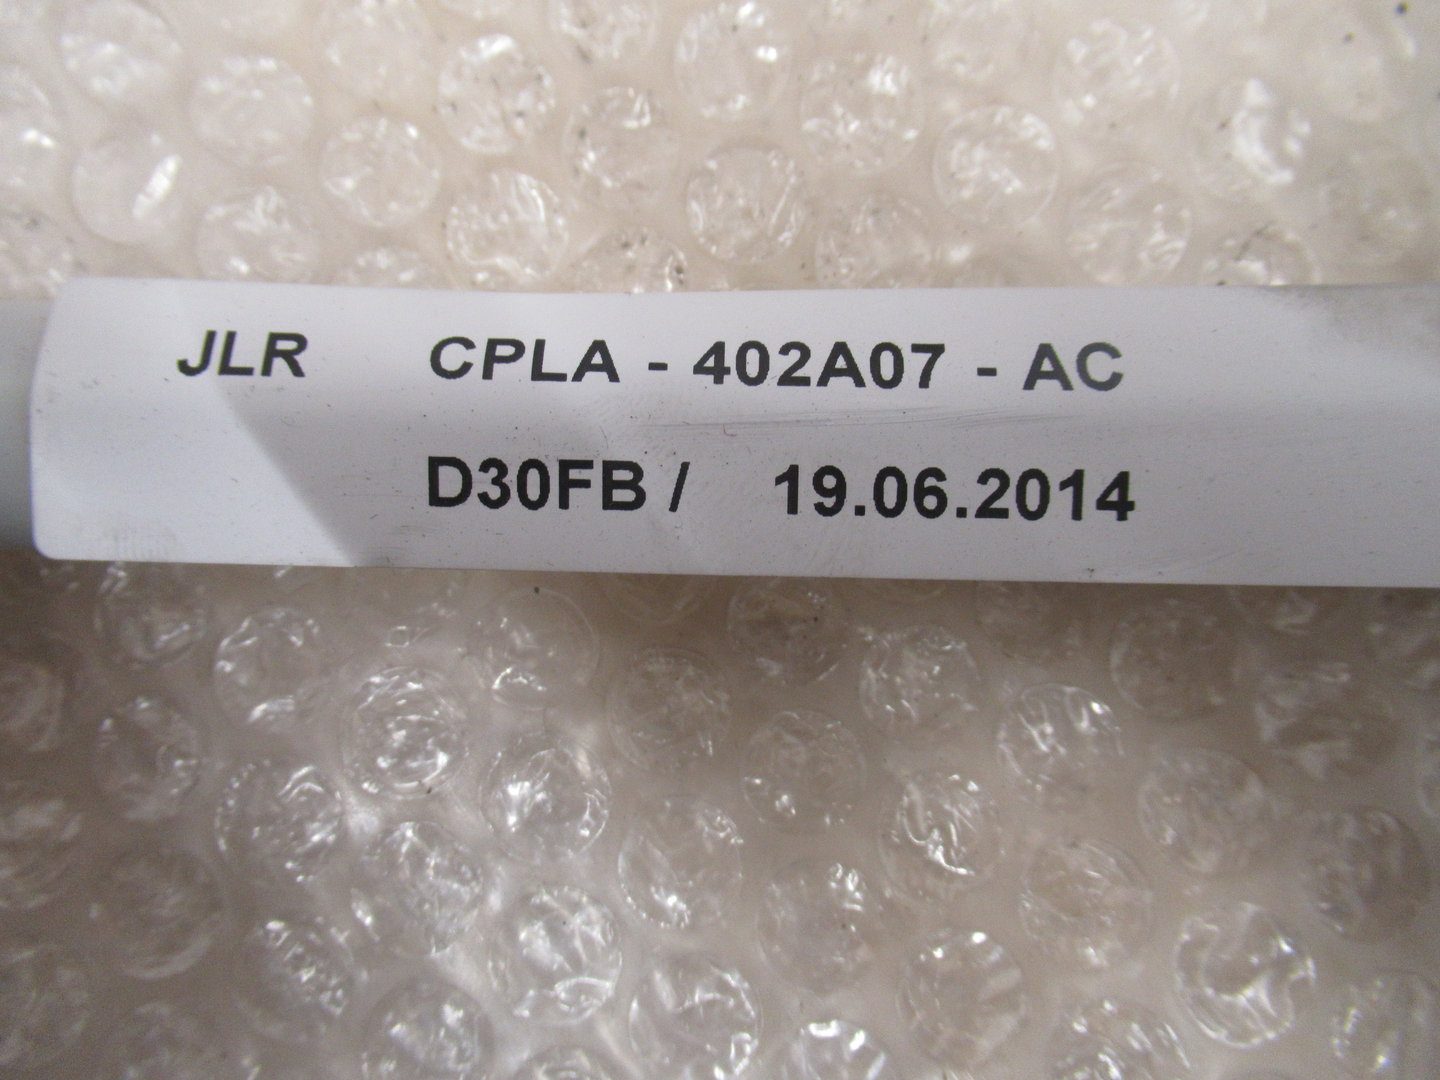 JLR CPLA - 402A07 - AC
D30FB / 19.06.2014